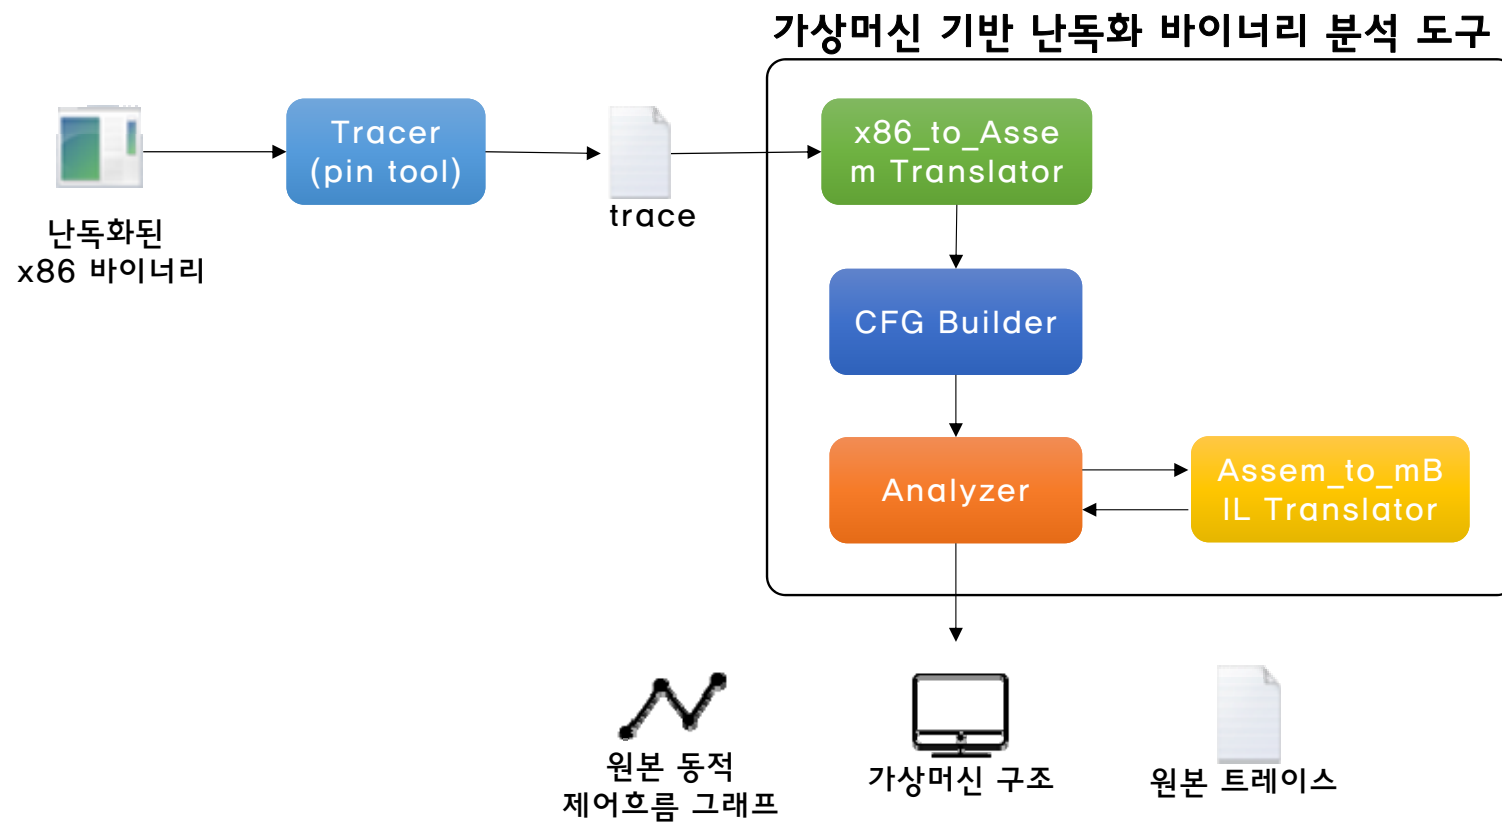 가상머신 기반 난독화 바이너리 분석 도구
Tracer
(pin tool)
x86_to_Asse
m Translator
trace
난독화된
x86 바이너리
CFG Builder
Analyzer
Assem_to_mB
IL Translator
원본 동적
제어흐름 그래프
가상머신 구조
원본 트레이스